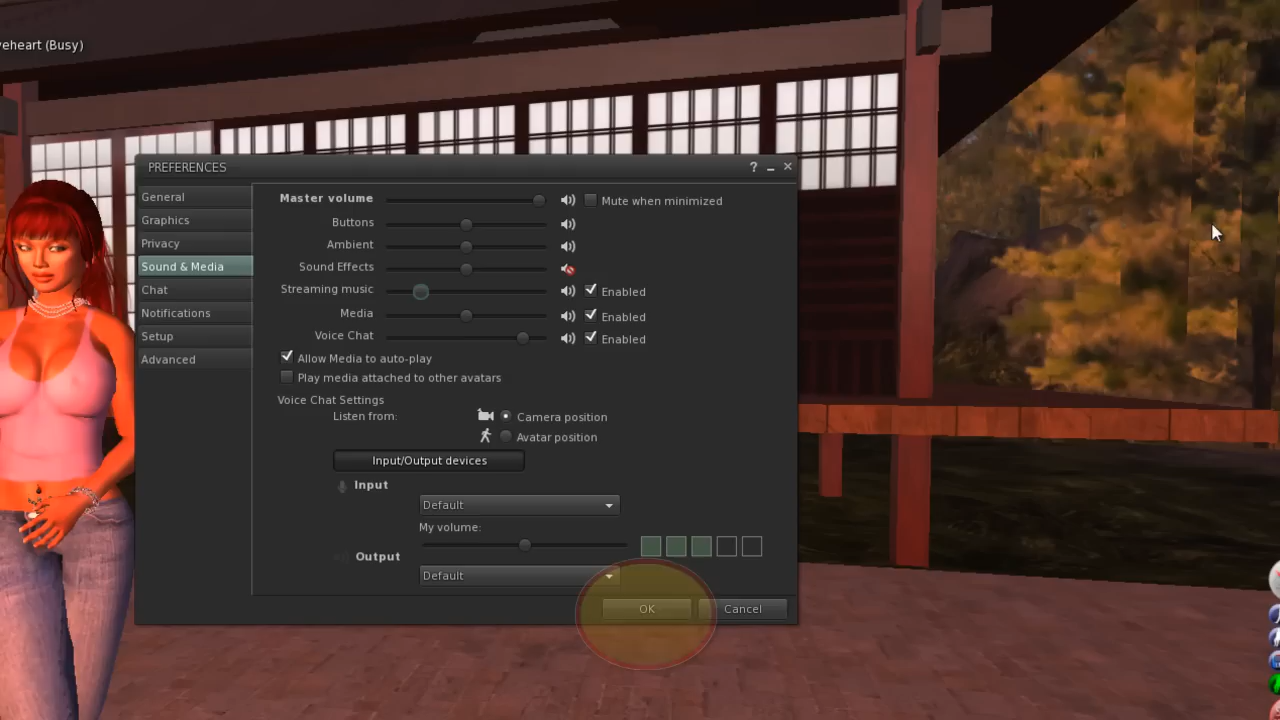 veheart (Busy)
PREFERENCES ?
General
Graphics
Privacy
Sound & Media
Chat
Notifications
Setup
Advanced
Master volume Mute when minimized
Buttons
Ambient
Sound Effects
Streaming music Enabled
Media Enabled
Voice Chat Enabled
Allow Media to auto-play
Play media attached to other avatars
Voice Chat Settings
Listen from: Camera position
Avatar position
Input/Output devices
Input
Default
My volume:
Output
Default
OK Cancel